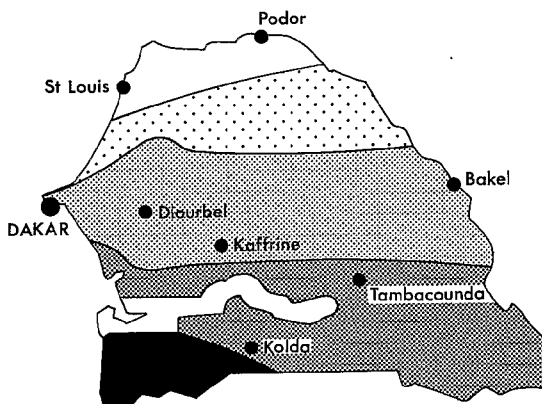 Podor
St Louis
Bakel
Diourbel
DAKAR
Kaffrine
Tambacounda
Kolda